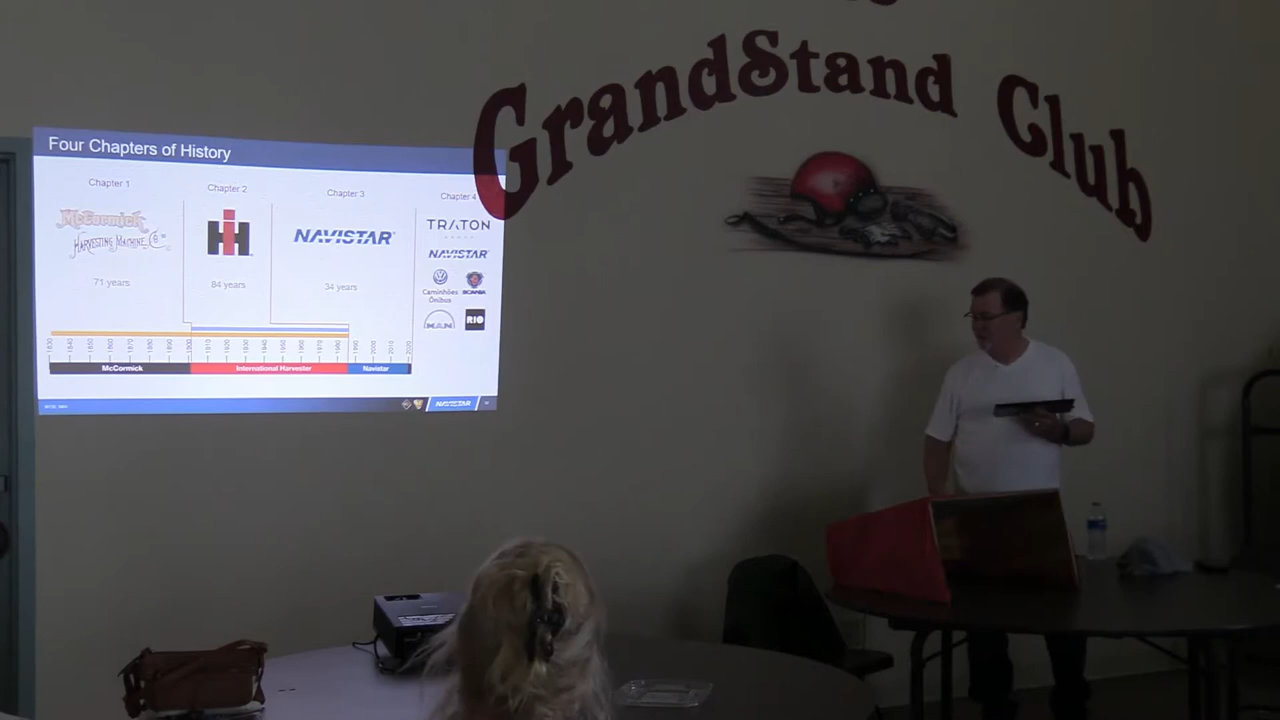 GrandStand Club
Four Chapters of History
Chapter 1
Chapter 2
Chapter 3
Chapter 4
McCormick
Harvesting Machine Co
IH
NAVISTAR
TRATON
NAVISTAR
Caminhões
Ônibus
SCANIA
MAN
RIO
71 years
84 years
34 years
1830 1840 1850 1860 1870 1880 1890 1900 1910 1920 1930 1940 1950 1960 1970 1980 1990 2000 2010 2020
McCormick
International Harvester
Navistar
NAVISTAR